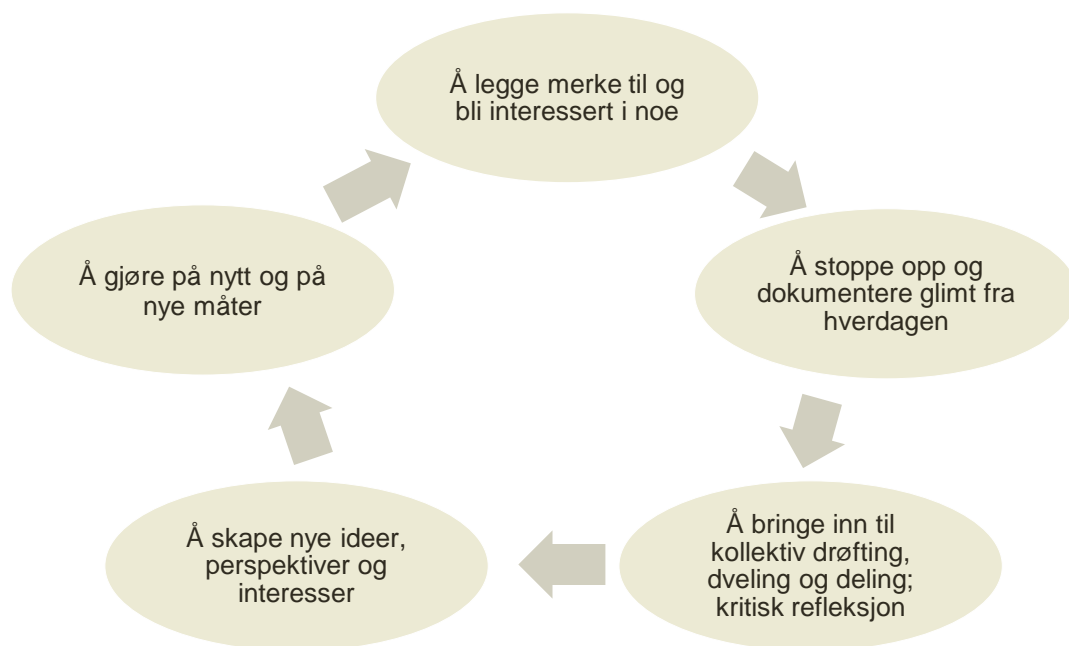 Å legge merke til og
bli interessert i noe
Å stoppe opp og
dokumentere glimt fra
hverdagen
Å bringe inn til
kollektiv drøfting,
dveling og deling;
kritisk refleksjon
Å skape nye ideer,
perspektiver og
interesser
Å gjøre på nytt og på
nye måter